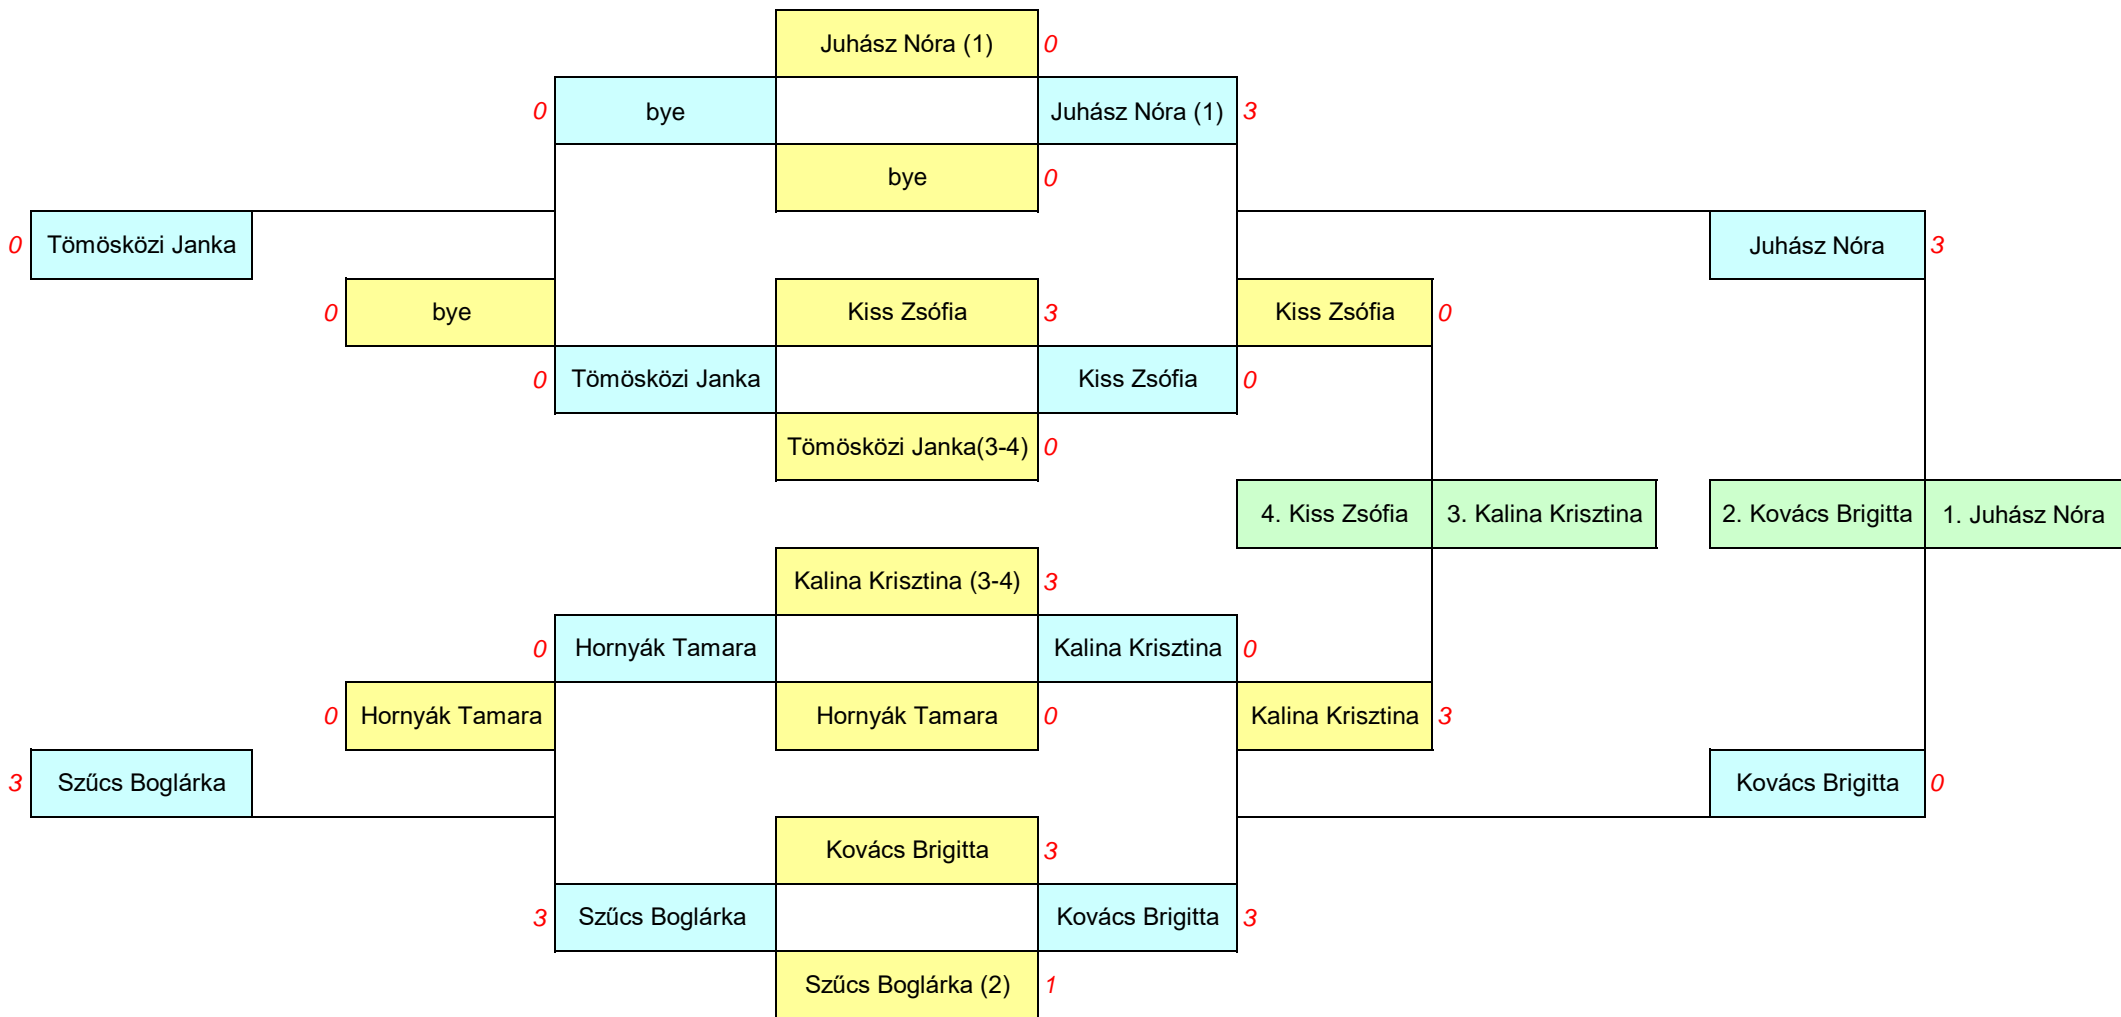 Juhász Nóra (1) 0
0 bye Juhász Nóra (1) 3
bye 0
0 Tömösközi Janka Juhász Nóra 3
0 bye Kiss Zsófia 3 Kiss Zsófia 0
0 Tömösközi Janka Kiss Zsófia 0
Tömösközi Janka(3-4) 0
4. Kiss Zsófia 3. Kalina Krisztina 2. Kovács Brigitta 1. Juhász Nóra
Kalina Krisztina (3-4) 3
0 Hornyák Tamara Kalina Krisztina 0
0 Hornyák Tamara Hornyák Tamara 0 Kalina Krisztina 3
3 Szűcs Boglárka Kovács Brigitta 0
Kovács Brigitta 3
3 Szűcs Boglárka Kovács Brigitta 3
Szűcs Boglárka (2) 1